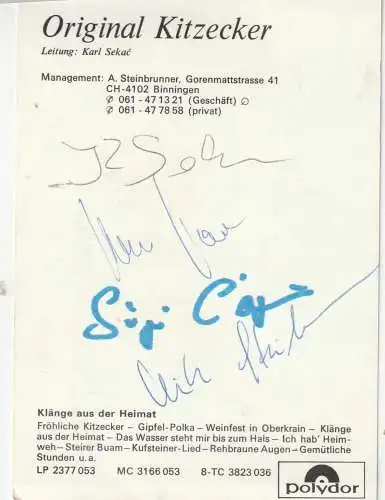 Original Kitzecker
Leitung: Karl Sekač
Management: A. Steinbrunner, Gorenmattstrasse 41
CH-4102 Binningen
✆ 061 - 47 13 21 (Geschäft) ✆
✆ 061 - 47 78 58 (privat)
Klänge aus der Heimat
Fröhliche Kitzecker – Gipfel-Polka – Weinfest in Oberkrain – Klänge
aus der Heimat – Das Wasser steht mir bis zum Hals – Ich hab' Heim-
weh – Steirer Buam – Kufsteiner-Lied – Rehbraune Augen – Gemütliche
Stunden u.a.
LP 2377 053 MC 3166 053 8-TC 3823 036
polydor